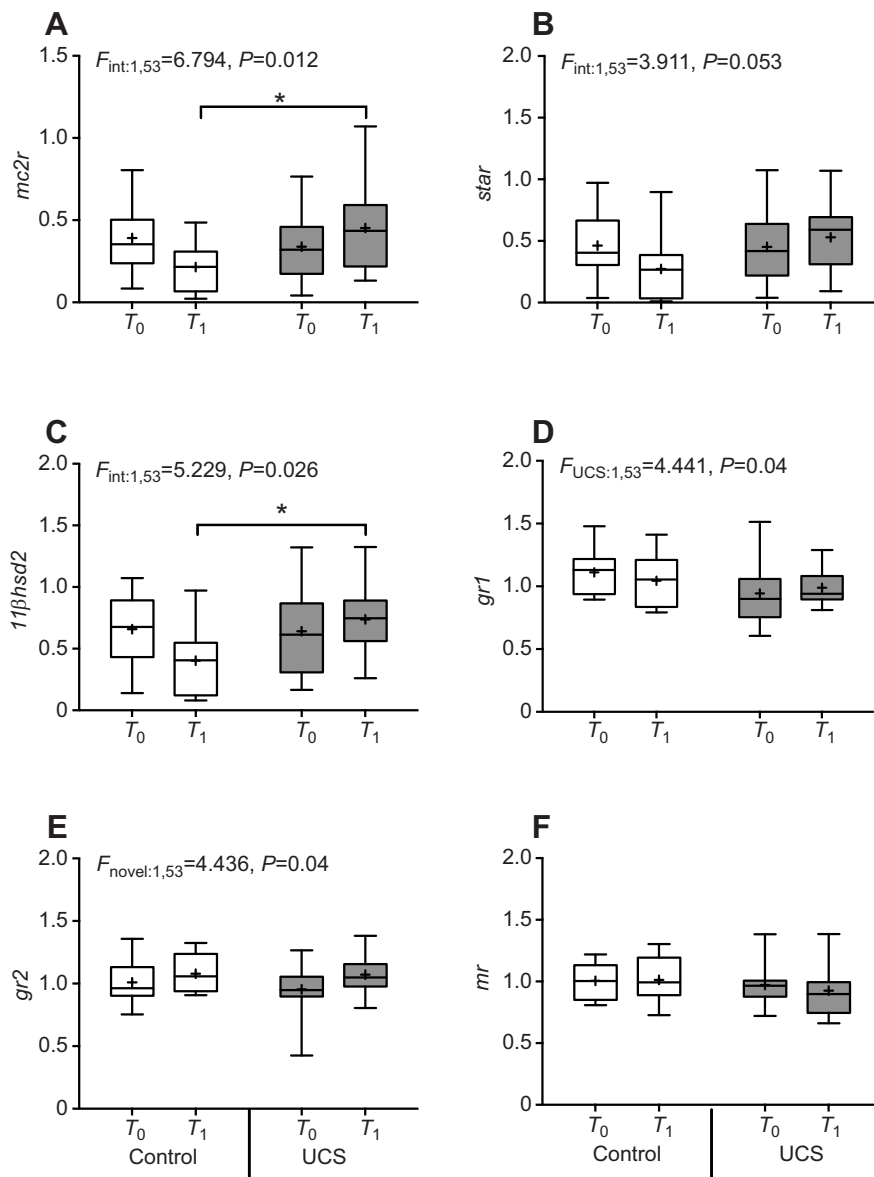 A
F int:1,53=6.794, P=0.012
*
1.5
1.0
0.5
0
mc2r
T0 T1 T0 T1
B
F int:1,53=3.911, P=0.053
2.0
1.5
1.0
0.5
0
star
T0 T1 T0 T1
C
F int:1,53=5.229, P=0.026
*
2.0
1.5
1.0
0.5
0
11βhsd2
T0 T1 T0 T1
D
F UCS:1,53=4.441, P=0.04
2.0
1.5
1.0
0.5
0
gr1
T0 T1 T0 T1
E
F novel:1,53=4.436, P=0.04
2.0
1.5
1.0
0.5
0
gr2
T0 T1 T0 T1
Control UCS
F
2.0
1.5
1.0
0.5
0
mr
T0 T1 T0 T1
Control UCS